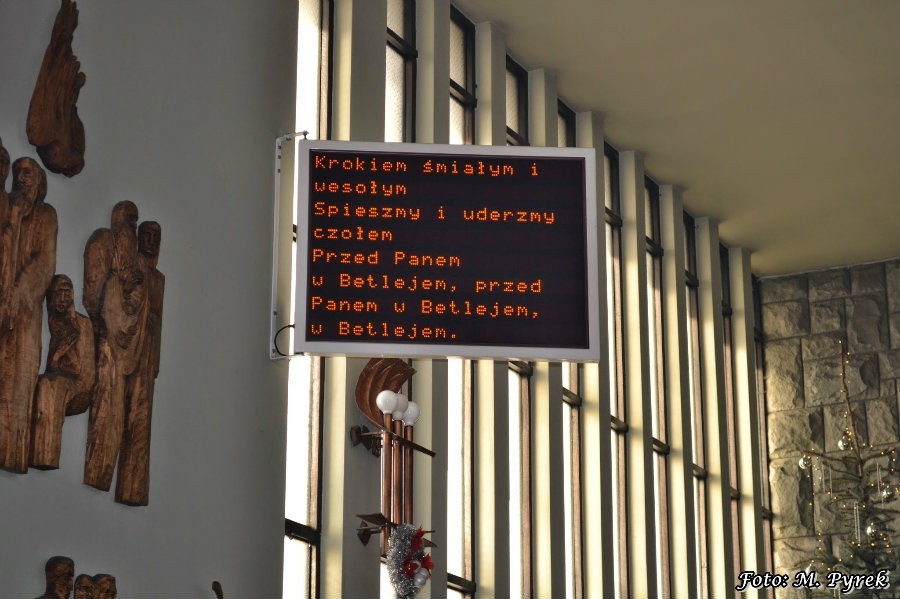 Krokiem śmiałym i
wesołym
Spieszmy i uderzmy
czołem
Przed Panem
w Betlejem, przed
Panem w Betlejem,
w Betlejem.
Foto: M. Pyrek